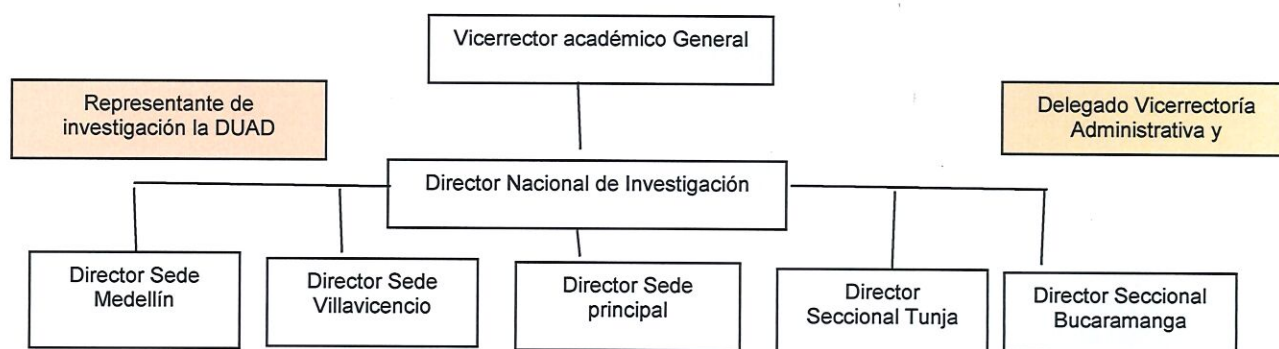 Vicerrector académico General
Representante de
investigación la DUAD
Delegado Vicerrectoría
Administrativa y
Director Nacional de Investigación
Director Sede
Medellín
Director Sede
Villavicencio
Director Sede
principal
Director
Seccional Tunja
Director Seccional
Bucaramanga